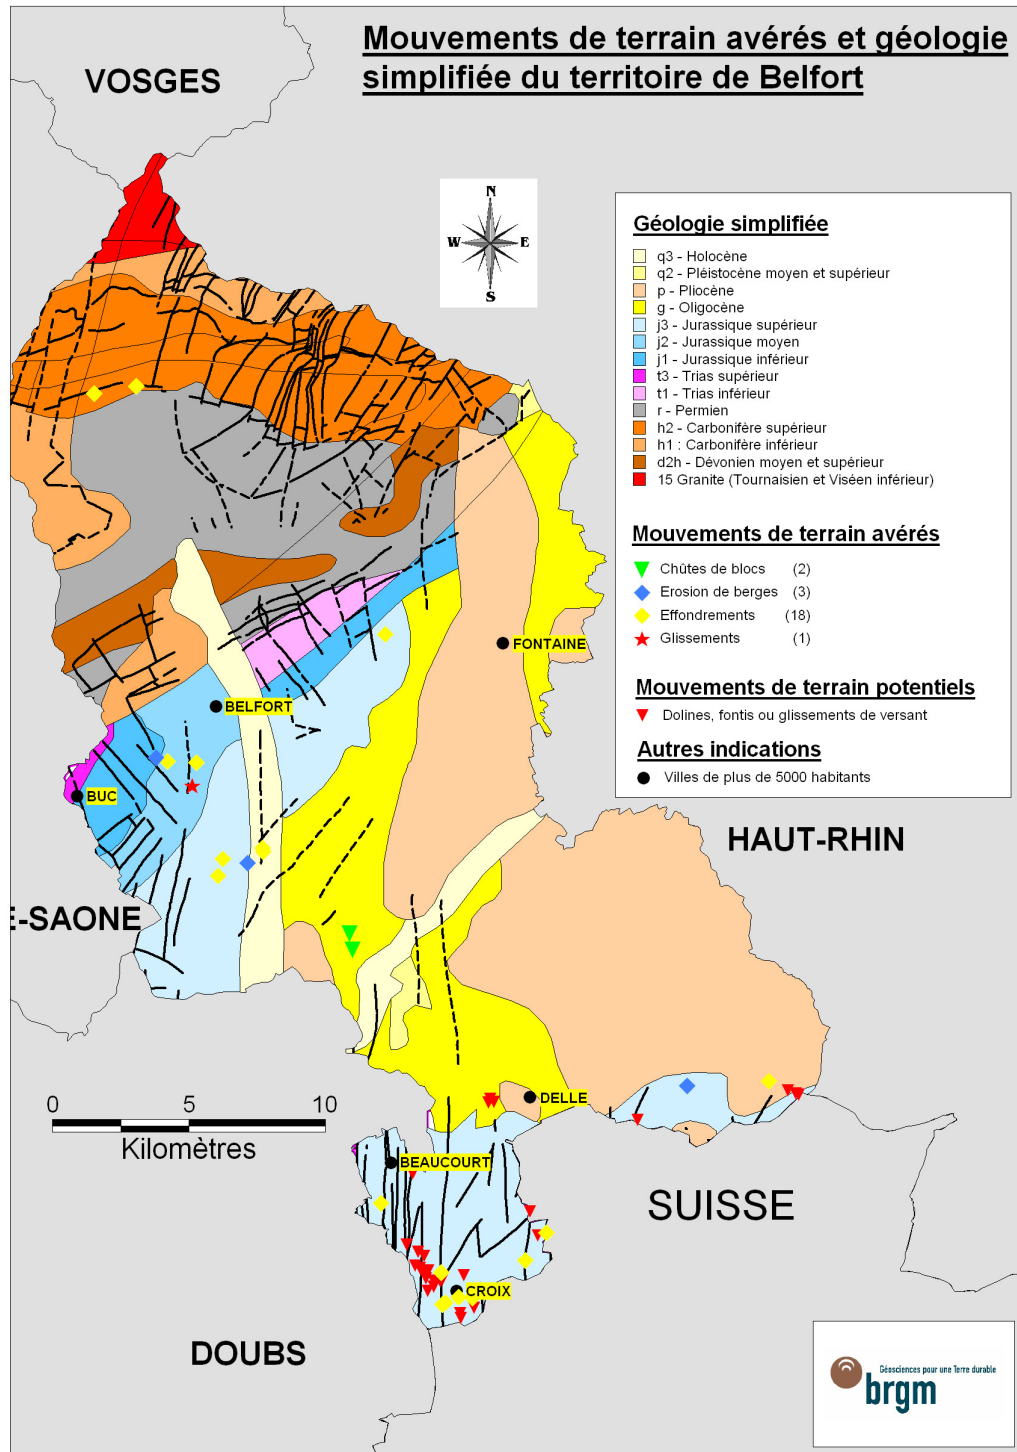 Mouvements de terrain avérés et géologie
simplifiée du territoire de Belfort
VOSGES
N
W E
S
Géologie simplifiée
q3 - Holocène
q2 - Pléistocène moyen et supérieur
p - Pliocène
g - Oligocène
j3 - Jurassique supérieur
j2 - Jurassique moyen
j1 - Jurassique inférieur
t3 - Trias supérieur
t1 - Trias inférieur
r - Permien
h2 - Carbonifère supérieur
h1 : Carbonifère inférieur
d2h - Dévonien moyen et supérieur
15 Granite (Tournaisien et Viséen inférieur)
Mouvements de terrain avérés
Chûtes de blocs (2)
Erosion de berges (3)
Effondrements (18)
Glissements (1)
Mouvements de terrain potentiels
Dolines, fontis ou glissements de versant
Autres indications
Villes de plus de 5000 habitants
FONTAINE
BELFORT
BUC
HAUT-RHIN
E-SAONE
DELLE
0 5 10
Kilomètres
BEAUCOURT
SUISSE
CROIX
DOUBS
Géosciences pour une Terre durable
brgm